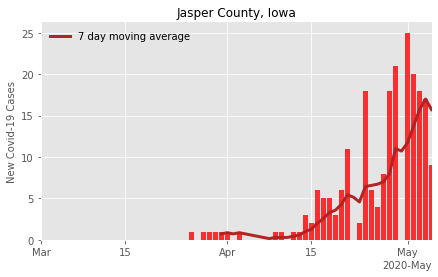 Jasper County, Iowa
7 day moving average
New Covid-19 Cases
25
20
15
10
5
0
Mar 15 Apr 15 May
2020-May